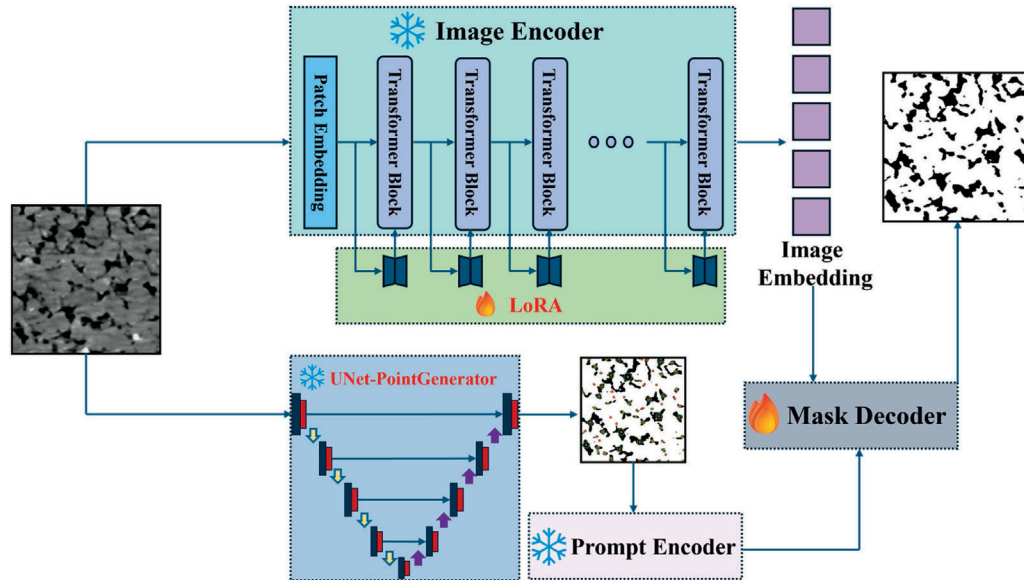 Image Encoder
Patch Embedding
Transformer Block
Transformer Block
Transformer Block
Transformer Block
LoRA
Image
Embedding
UNet-PointGenerator
Mask Decoder
Prompt Encoder